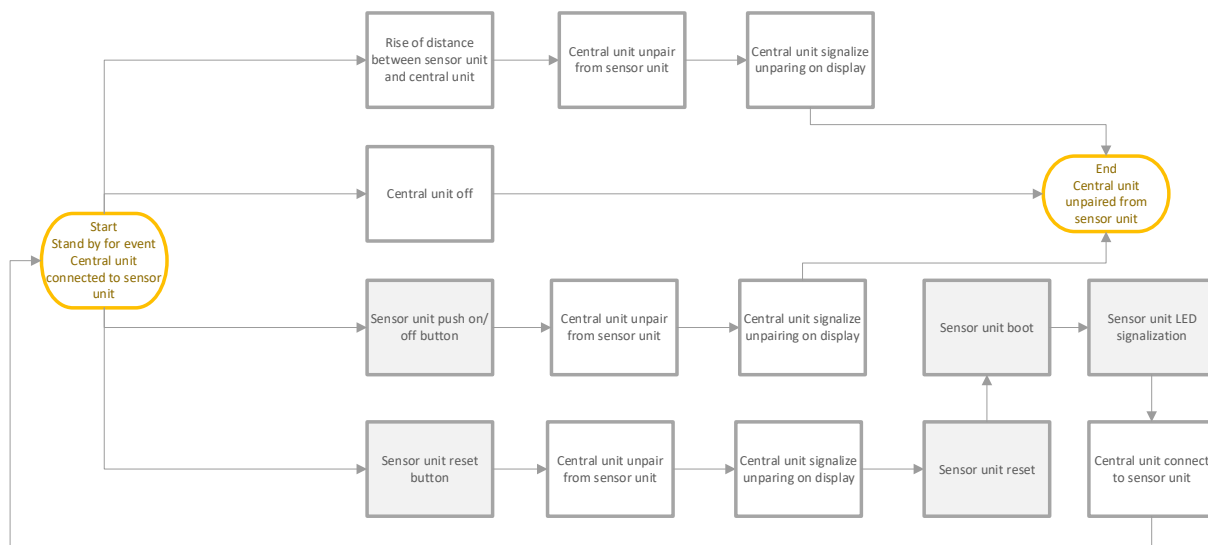 Rise of distance
between sensor unit
and central unit
Central unit unpair
from sensor unit
Central unit signalize
unparing on display
Central unit off
End
Central unit
unpaired from
sensor unit
Start
Stand by for event
Central unit
connected to sensor
unit
Sensor unit push on/
off button
Central unit unpair
from sensor unit
Central unit signalize
unpairing on display
Sensor unit boot
Sensor unit LED
signalization
Sensor unit reset
button
Central unit unpair
from sensor unit
Central unit signalize
unparing on display
Sensor unit reset
Central unit connect
to sensor unit